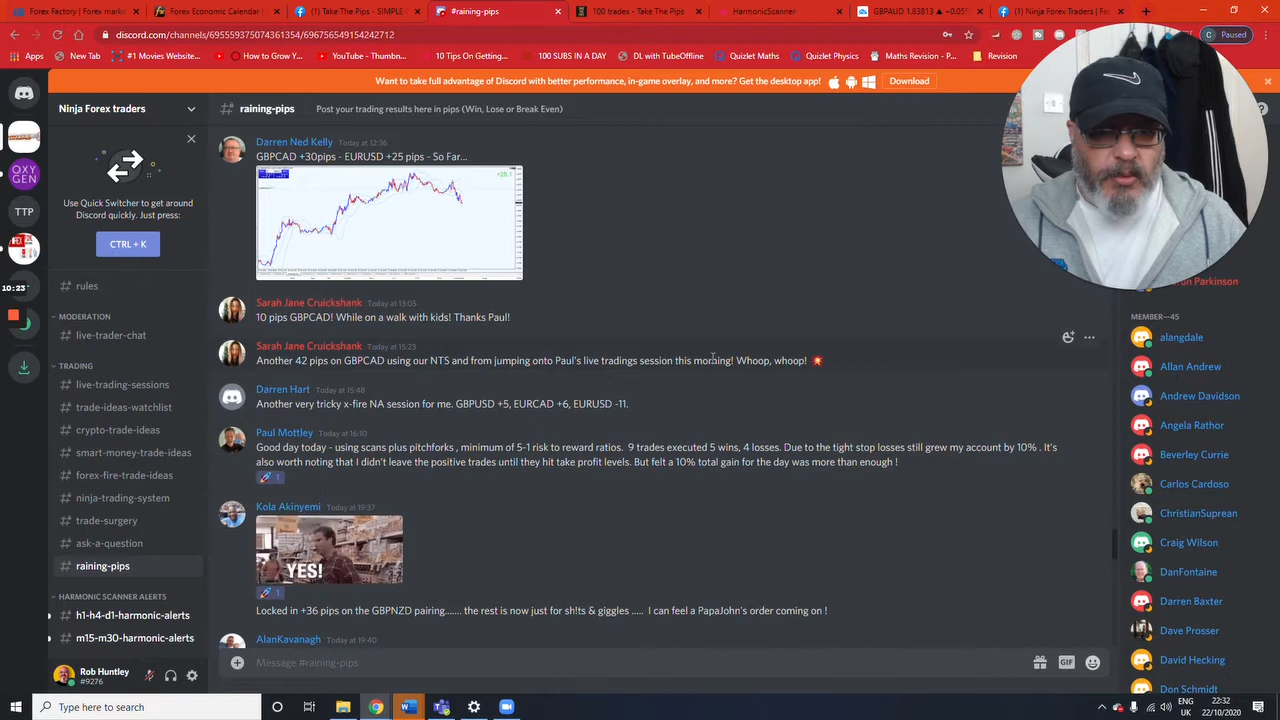 Forex Factory | Forex marke
Forex Economic Calendar |
(1) Take The Pips - SIMPLE
#raining-pips
100 trades - Take The Pips
HarmonicScanner
GBPAUD 1.83813 ▲ +0.05
(1) Ninja Forex Traders | Fac
discord.com/channels/695559375074361354/696756549154242712
Paused
Apps
New Tab
#1 Movies Website...
How to Grow Yo...
YouTube - Thumbn...
10 Tips On Getting...
100 SUBS IN A DAY
DL with TubeOffline
Quizlet Maths
Quizlet Physics
Maths Revision - P...
Revision
Want to take full advantage of Discord with better performance, in-game overlay, and more? Get the desktop app!
Download
Ninja Forex traders
raining-pips
Post your trading results here in pips (Win, Lose or Break Even)
Use Quick Switcher to get
around Discord quickly. Just
press:
CTRL + K
OXY
GEN
TTP
10:23
rules
MODERATION
live-trader-chat
TRADING
live-trading-sessions
trade-ideas-watchlist
crypto-trade-ideas
smart-money-trade-ideas
forex-fire-trade-ideas
ninja-trading-system
trade-surgery
ask-a-question
raining-pips
HARMONIC SCANNER ALERTS
h1-h4-d1-harmonic-alerts
m15-m30-harmonic-alerts
Rob Huntley
#9276
Darren Ned Kelly Today at 12:36
GBPCAD +30pips - EURUSD +25 pips - So Far...
Sarah Jane Cruickshank Today at 13:05
10 pips GBPCAD! While on a walk with kids! Thanks Paul!
Sarah Jane Cruickshank Today at 15:23
Another 42 pips on GBPCAD using our NTS and from jumping onto Paul's live tradings session this morning! Whoop, whoop!
Darren Hart Today at 15:48
Another very tricky x-fire NA session for me. GBPUSD +5, EURCAD +6, EURUSD -11.
Paul Mottley Today at 16:10
Good day today - using scans plus pitchforks , minimum of 5-1 risk to reward ratios. 9 trades executed 5 wins, 4 losses. Due to the tight stop losses still grew my account by 10% . It's
also worth noting that I didn't leave the positive trades until they hit take profit levels. But felt a 10% total gain for the day was more than enough !
1
Kola Akinyemi Today at 19:37
YES!
1
Locked in +36 pips on the GBPNZD pairing....... the rest is now just for sh!ts & giggles ..... I can feel a PapaJohn's order coming on !
AlanKavanagh Today at 19:40
Message #raining-pips
GIF
Parkinson
MEMBER—45
alangdale
Allan Andrew
Andrew Davidson
Angela Rathor
Beverley Currie
Carlos Cardoso
ChristianSuprean
Craig Wilson
DanFontaine
Darren Baxter
Dave Prosser
David Hecking
Don Schmidt
Type here to search
ENG
UK
22:32
22/10/2020